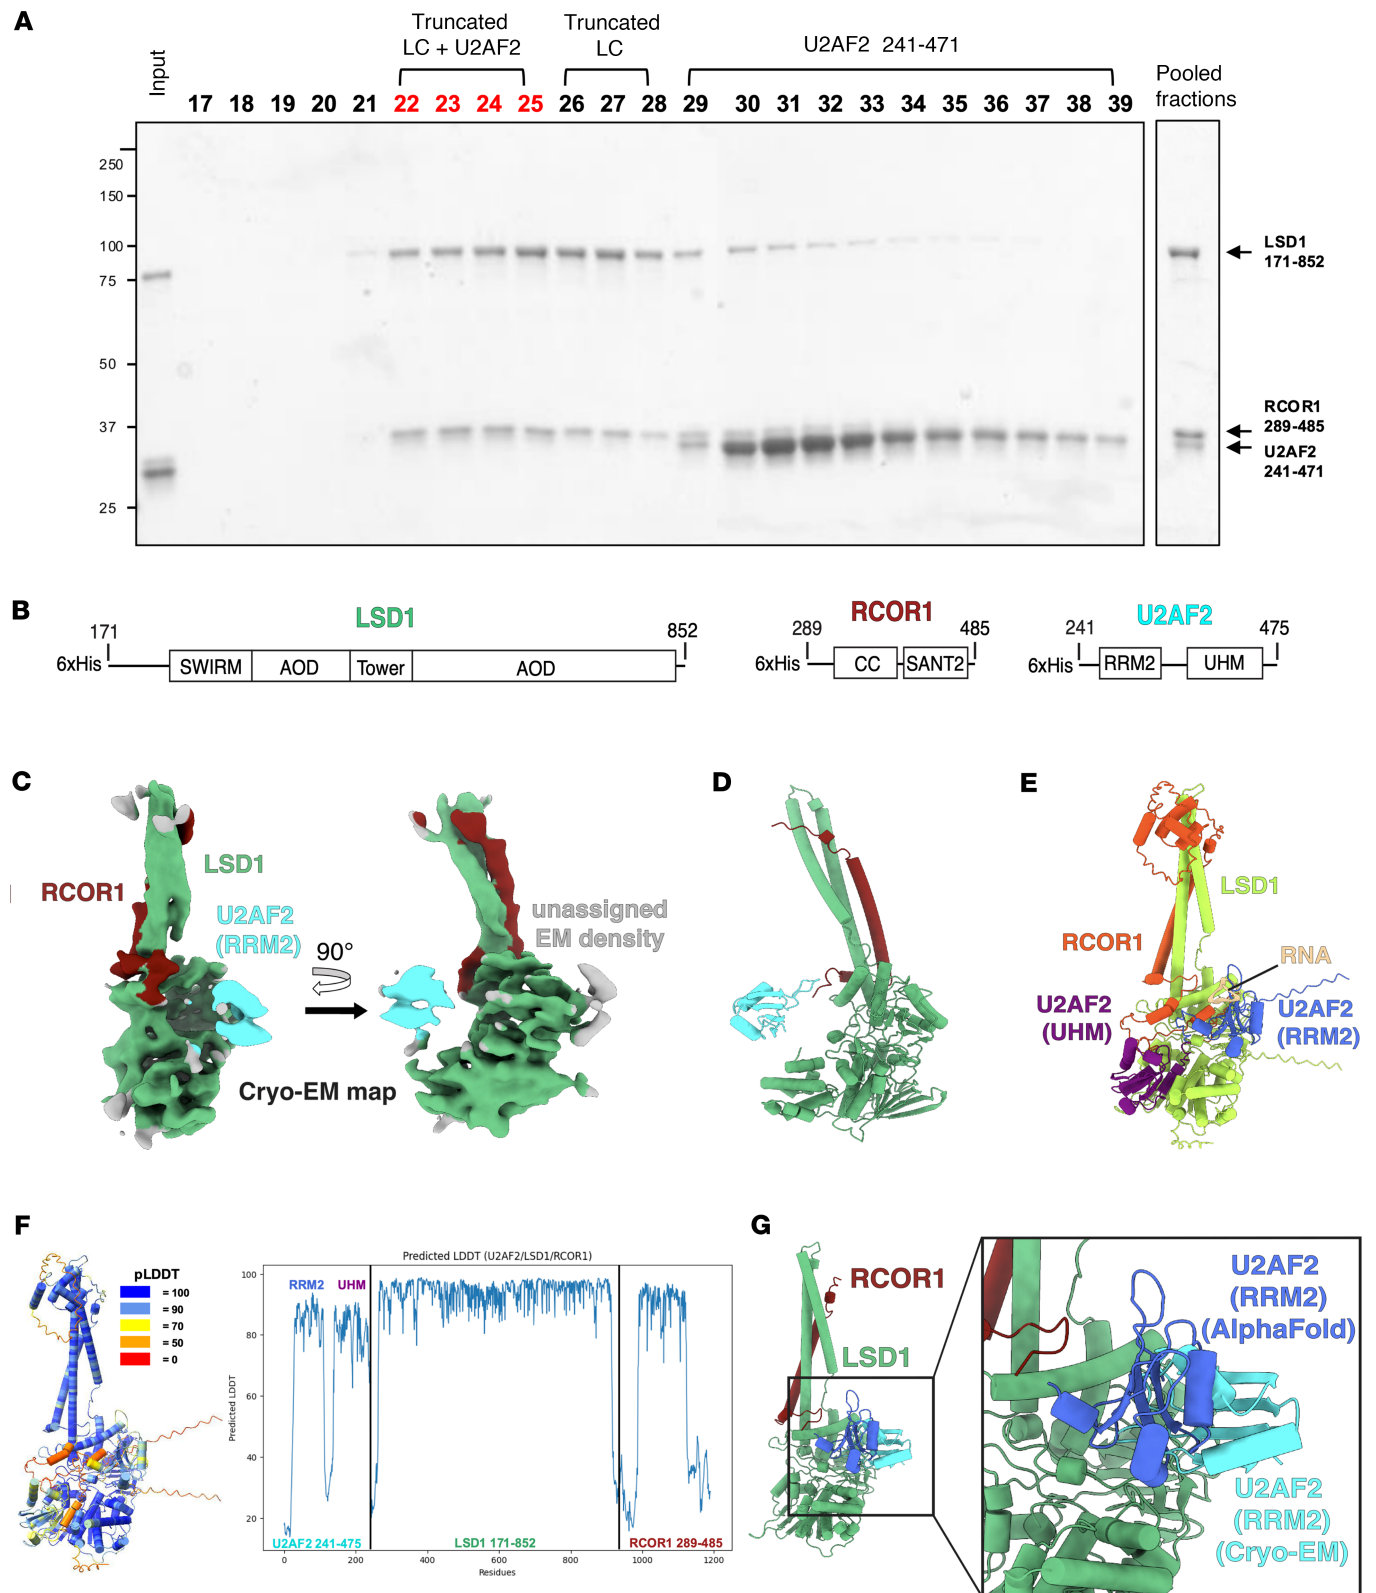 A
Truncated
LC + U2AF2
Truncated
LC
U2AF2 241-471
Input
17 18 19 20 21 22 23 24 25 26 27 28 29 30 31 32 33 34 35 36 37 38 39
Pooled
fractions
250
150
100
75
50
37
25
LSD1
171-852
RCOR1
289-485
U2AF2
241-471
B
LSD1
171
852
6xHis
SWIRM
AOD
Tower
AOD
RCOR1
289
485
6xHis
CC
SANT2
U2AF2
241
475
6xHis
RRM2
UHM
C
LSD1
RCOR1
U2AF2
(RRM2)
90°
unassigned
EM density
Cryo-EM map
D
E
LSD1
RCOR1
RNA
U2AF2
(UHM)
U2AF2
(RRM2)
F
pLDDT
= 100
= 90
= 70
= 50
= 0
Predicted LDDT (U2AF2/LSD1/RCOR1)
RRM2
UHM
100
80
60
40
20
Predicted LDDT
U2AF2 241-475
LSD1 171-852
RCOR1 289-485
0 200 400 600 800 1000 1200
Residues
G
RCOR1
LSD1
U2AF2
(RRM2)
(AlphaFold)
U2AF2
(RRM2)
(Cryo-EM)